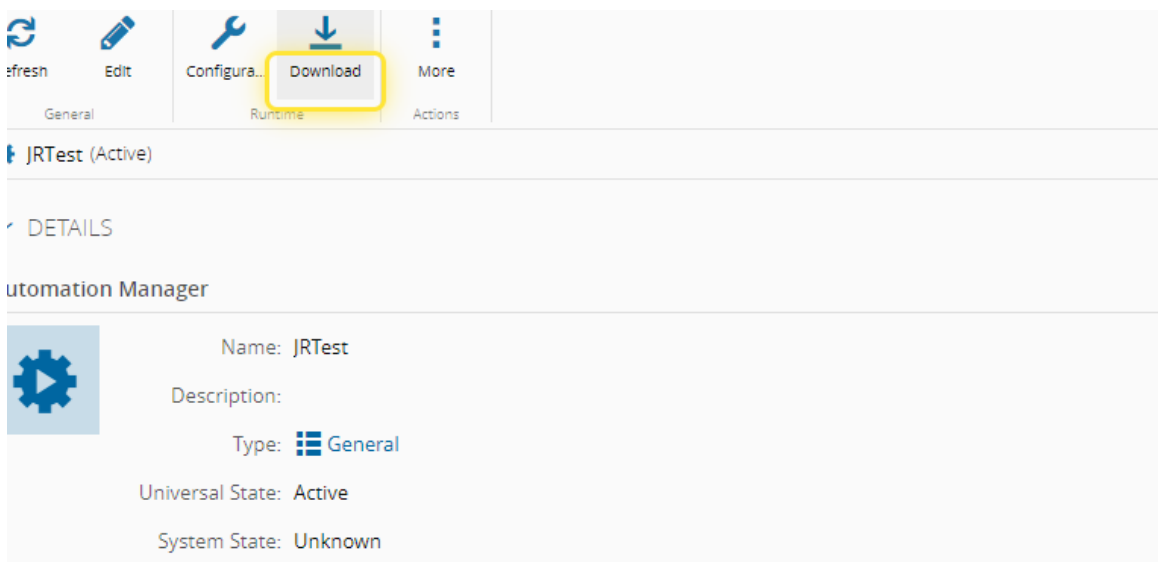 efresh Edit Configura... Download More
General Runtime Actions
JRTest (Active)
DETAILS
utomation Manager
Name: JRTest
Description:
Type: General
Universal State: Active
System State: Unknown